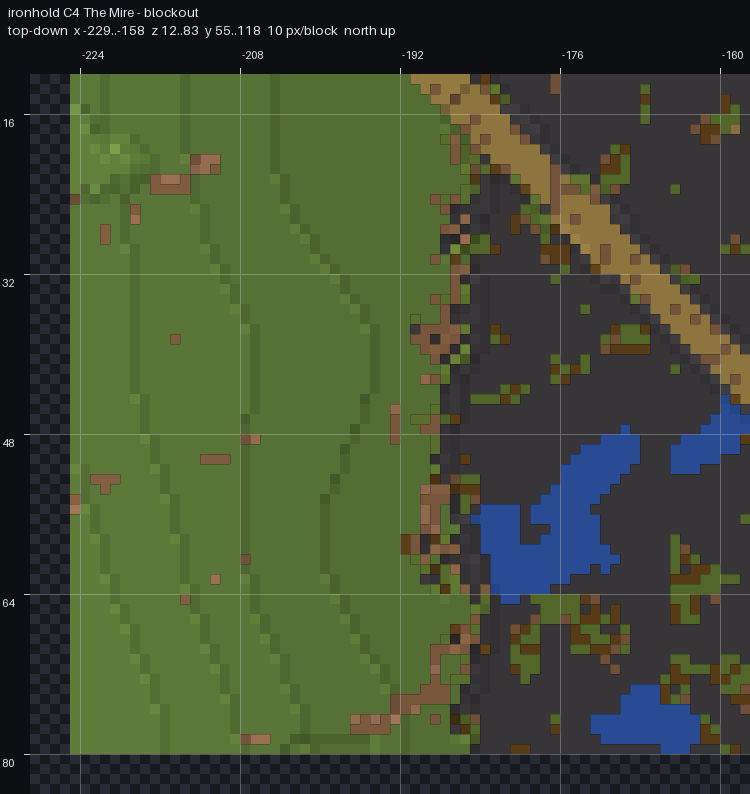 ironhold C4 The Mire - blockout
top-down x -229..-158 z 12..83 y 55..118 10 px/block north up
-224 -208 -192 -176 -160
16
32
48
64
80